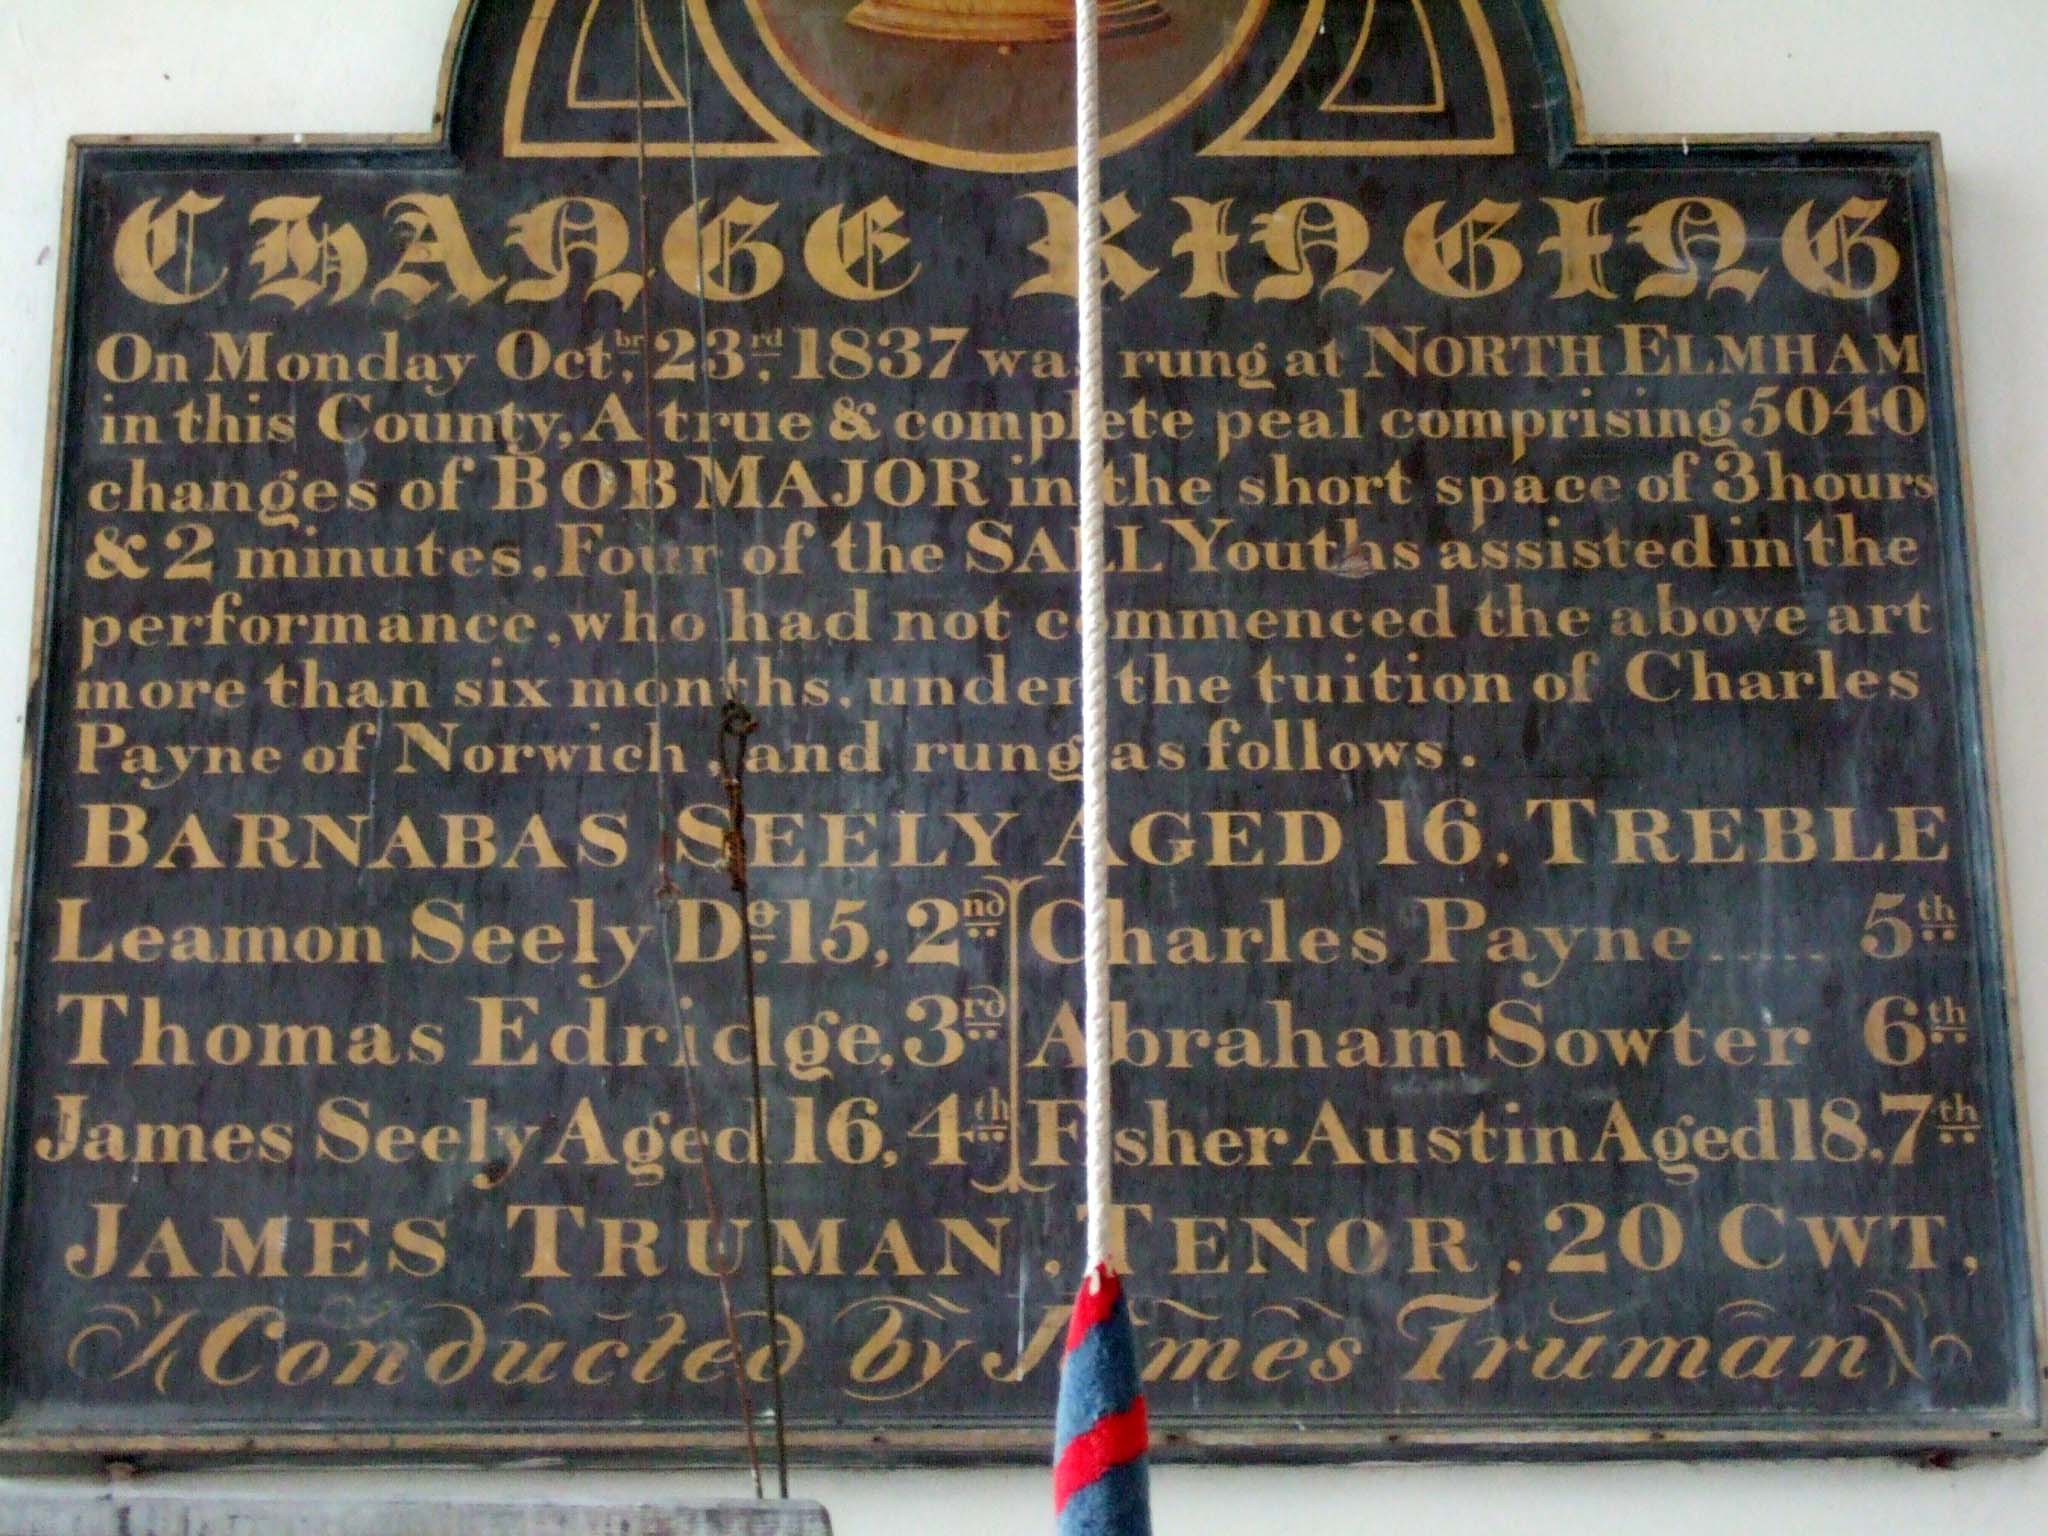 CHANGE RINGING
On Monday Oct,br 23rd, 1837 was rung at NORTH ELMHAM
in this County, A true & complete peal comprising 5040
changes of BOB MAJOR in the short space of 3 hours
& 2 minutes. Four of the SALL Youths assisted in the
performance, who had not commenced the above art
more than six months, under the tuition of Charles
Payne of Norwich, and rung as follows.
BARNABAS SEELY AGED 16. TREBLE
Leamon Seely Do. 15, 2nd
Thomas Edridge, 3rd
James Seely Aged 16, 4th
Charles Payne ...... 5th
Abraham Sowter 6th
Fisher Austin Aged 18. 7th
JAMES TRUMAN. TENOR. 20 CWT,
Conducted by James Truman